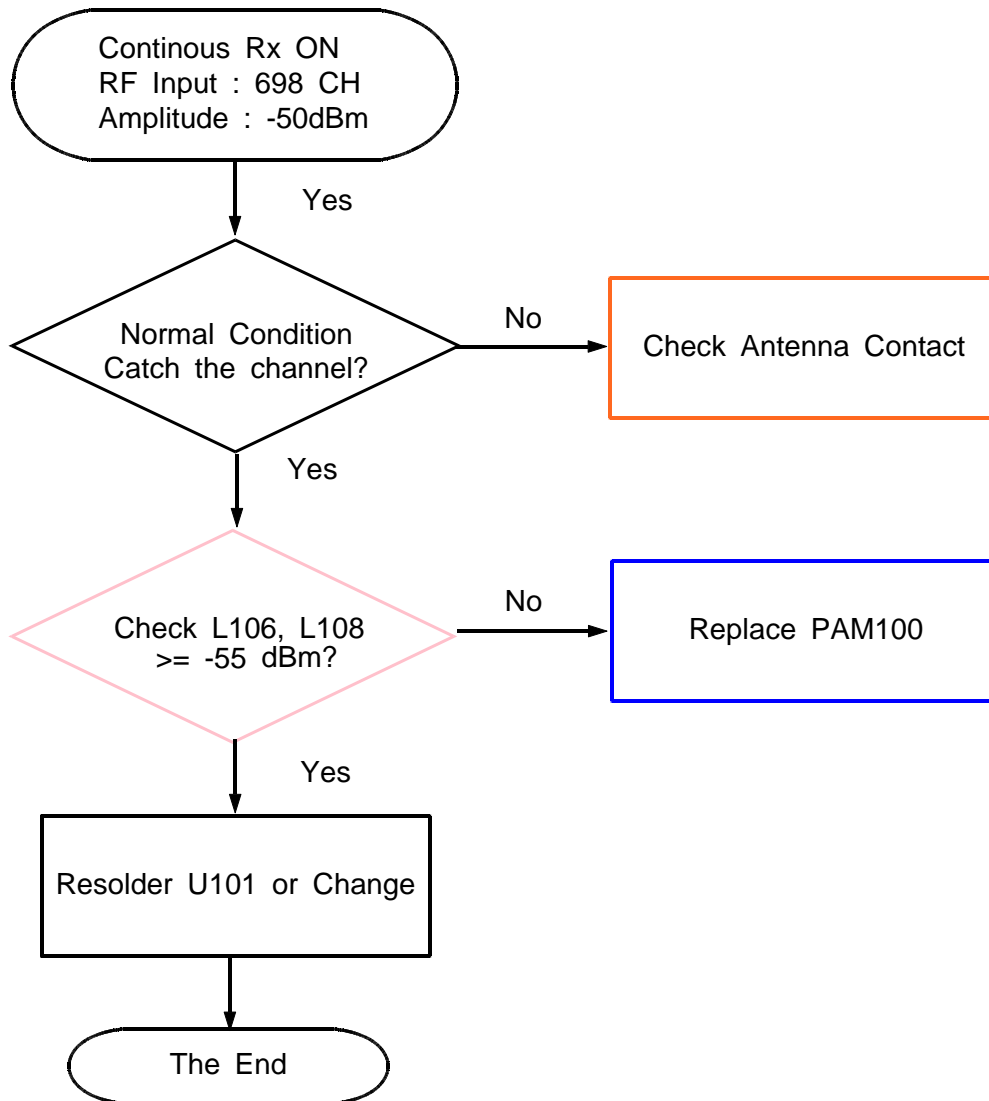 Continous Rx ON
RF Input : 698 CH
Amplitude : -50dBm
Yes
Normal Condition
Catch the channel?
No
Check Antenna Contact
Yes
Check L106, L108
>= -55 dBm?
No
Replace PAM100
Yes
Resolder U101 or Change
The End